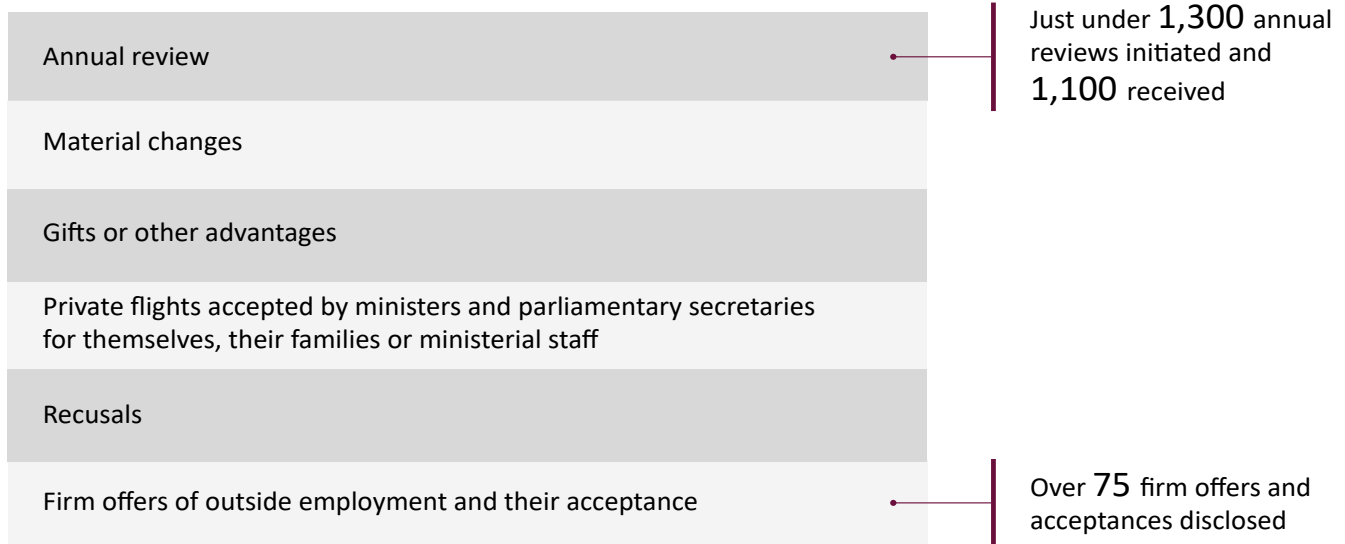 Annual review
Just under 1,300 annual
reviews initiated and
1,100 received
Material changes
Gifts or other advantages
Private flights accepted by ministers and parliamentary secretaries
for themselves, their families or ministerial staff
Recusals
Firm offers of outside employment and their acceptance
Over 75 firm offers and
acceptances disclosed